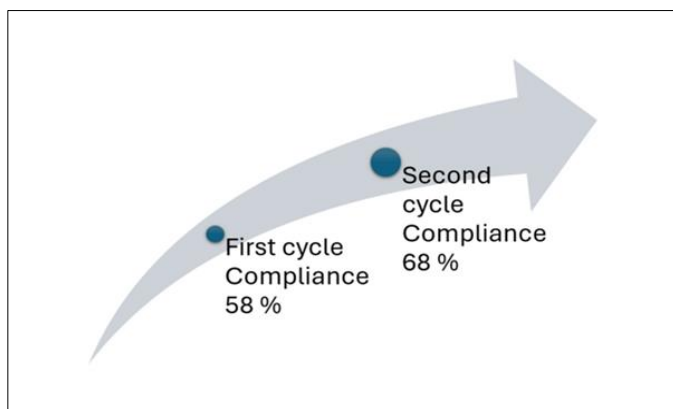 First cycle
Compliance
58 %
Second
cycle
Compliance
68 %